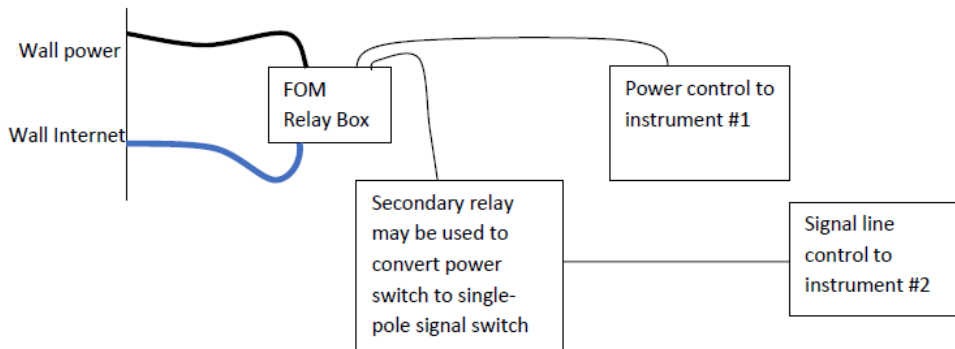 Wall power
Wall Internet
FOM
Relay Box
Power control to
instrument #1
Secondary relay
may be used to
convert power
switch to single-
pole signal switch
Signal line
control to
instrument #2